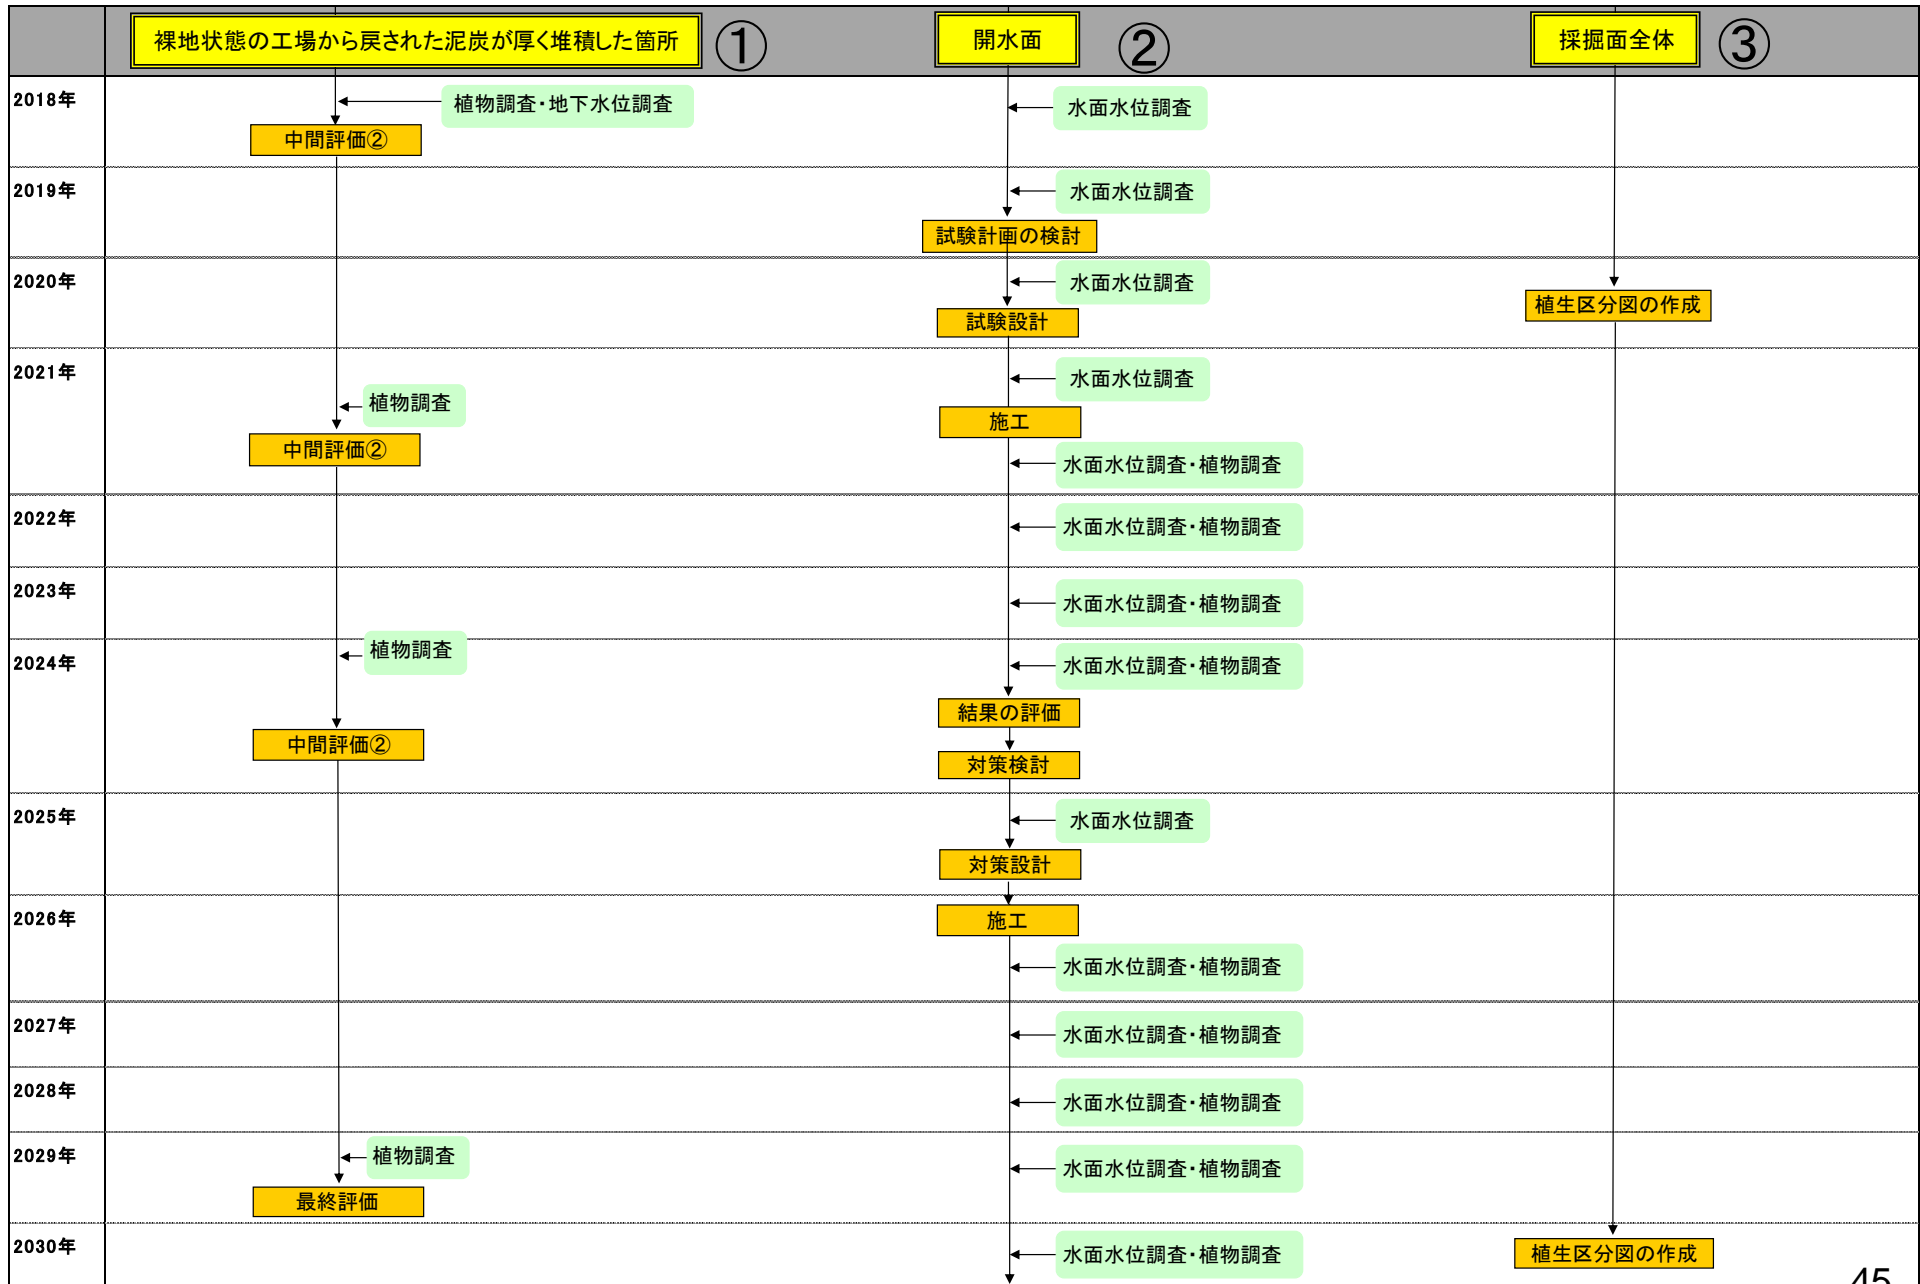 裸地状態の工場から戻された泥炭が厚く堆積した箇所 ① 開水面 ② 採掘面全体 ③
2018年 植物調査・地下水位調査 水面水位調査
中間評価②
2019年 水面水位調査
試験計画の検討
2020年 水面水位調査
植生区分図の作成
試験設計
2021年 水面水位調査
植物調査 施工
中間評価② 水面水位調査・植物調査
2022年 水面水位調査・植物調査
2023年 水面水位調査・植物調査
2024年 植物調査 水面水位調査・植物調査
結果の評価
中間評価② 対策検討
2025年 水面水位調査
対策設計
2026年 施工
水面水位調査・植物調査
2027年 水面水位調査・植物調査
2028年 水面水位調査・植物調査
2029年 植物調査 水面水位調査・植物調査
最終評価
2030年 水面水位調査・植物調査 植生区分図の作成
45